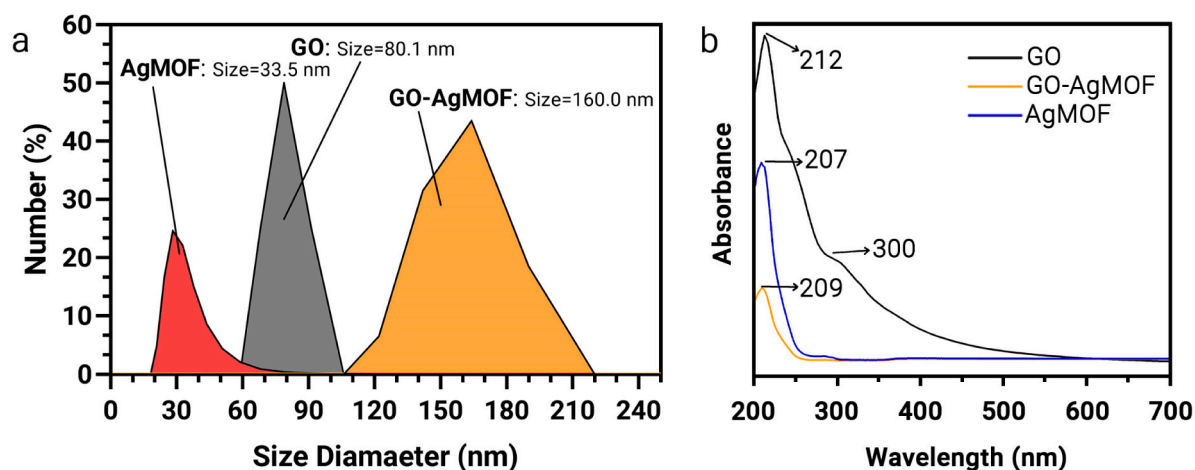 a
Number (%)
60
50
40
30
20
10
0
AgMOF: Size=33.5 nm
GO: Size=80.1 nm
GO-AgMOF: Size=160.0 nm
0 30 60 90 120 150 180 210 240
Size Diamaeter (nm)
b
Absorbance
212
207
300
209
GO
GO-AgMOF
AgMOF
200 300 400 500 600 700
Wavelength (nm)